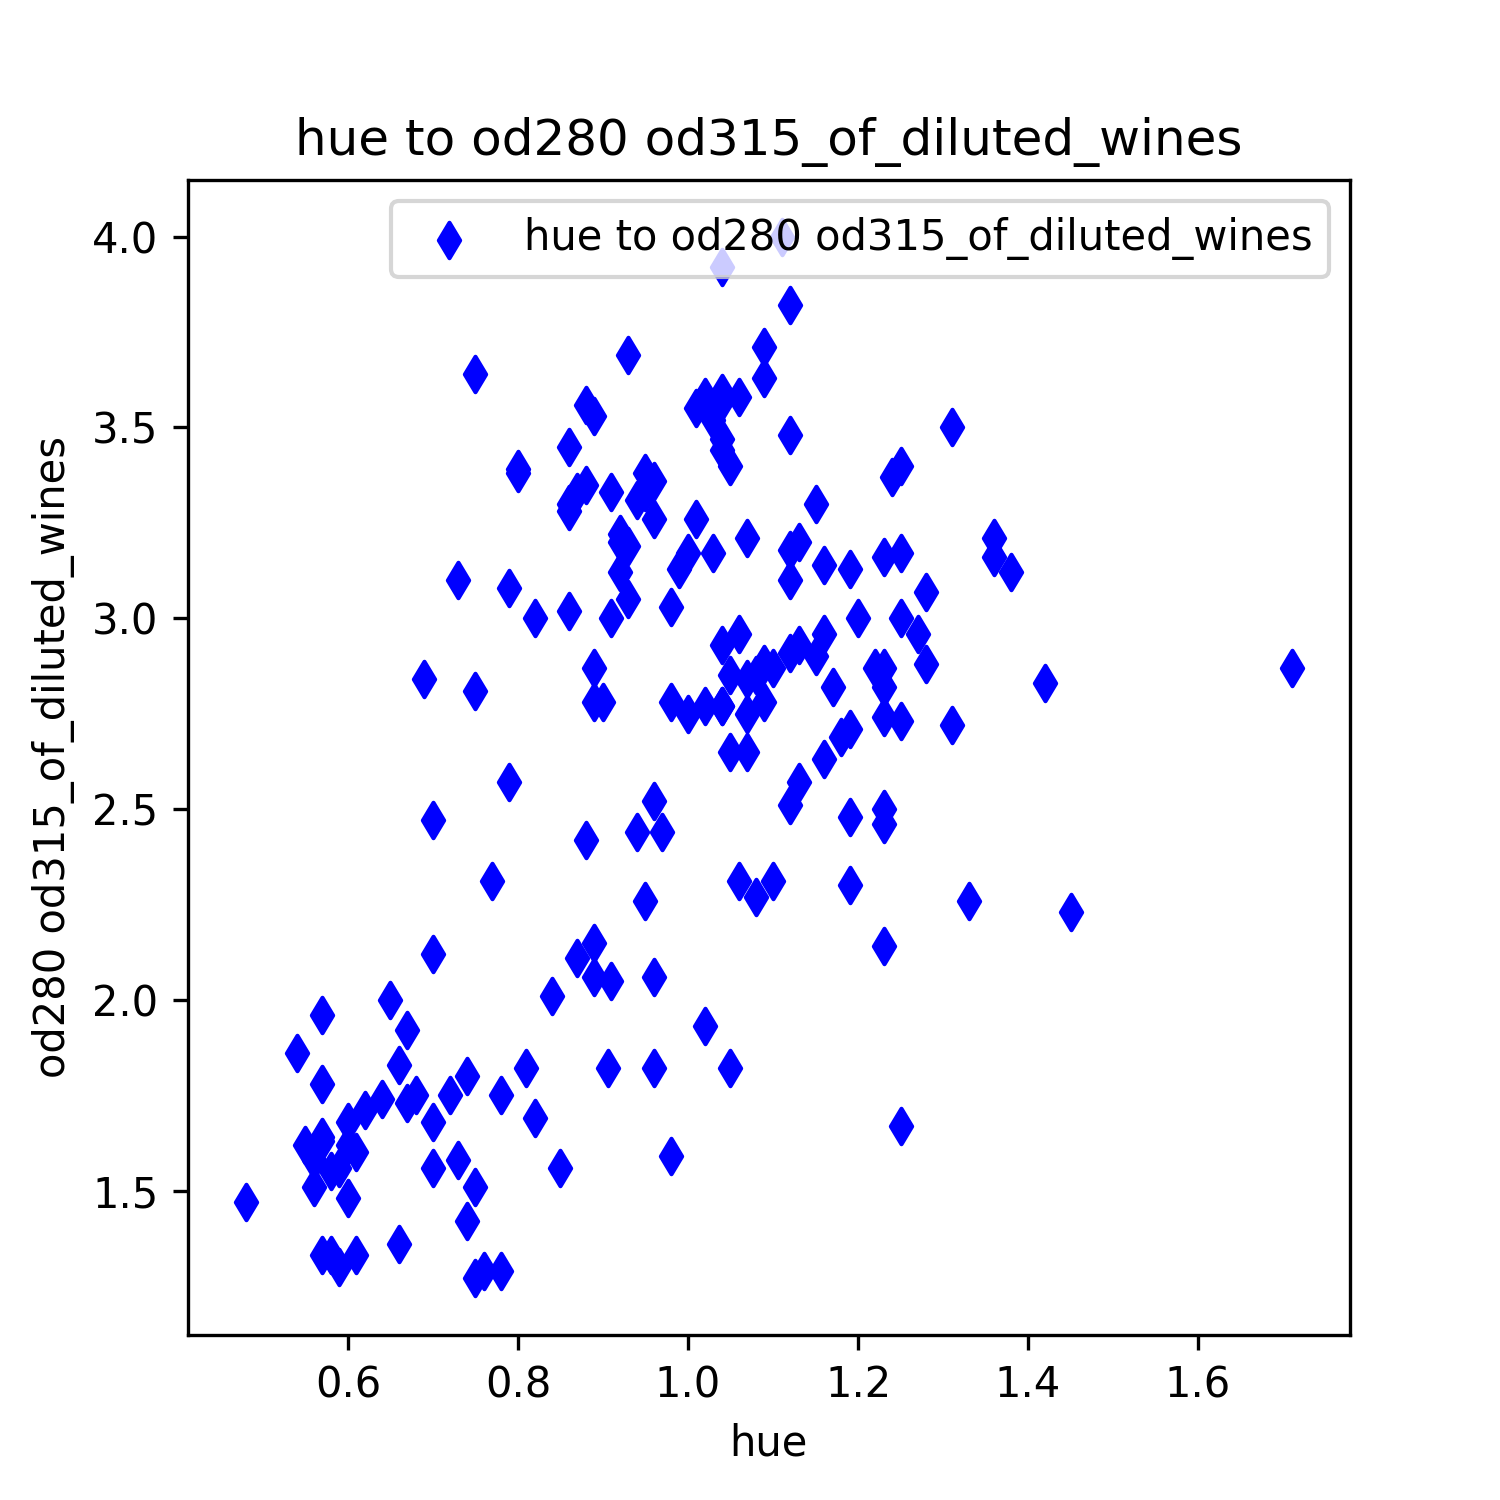 hue to od280 od315_of_diluted_wines
hue to od280 od315_of_diluted_wines
4.0
3.5
3.0
2.5
2.0
1.5
od280 od315_of_diluted_wines
0.6 0.8 1.0 1.2 1.4 1.6
hue